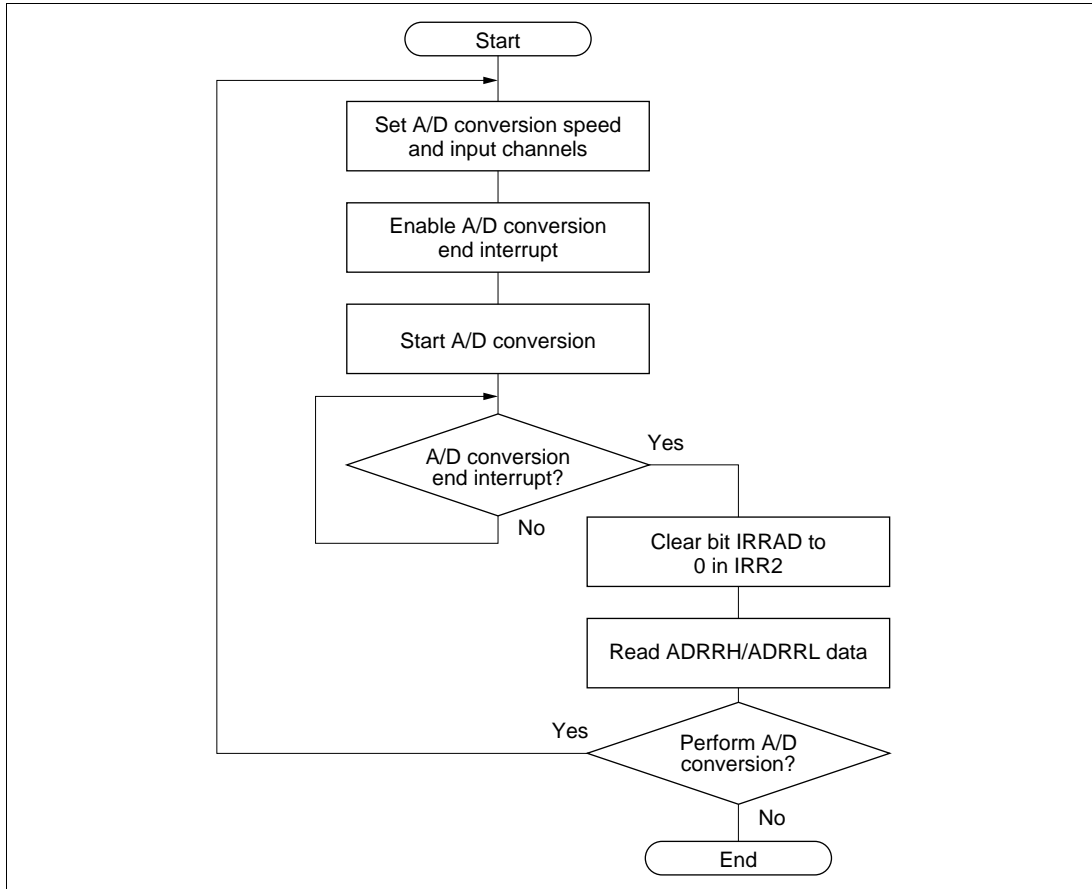 Start
Set A/D conversion speed
and input channels
Enable A/D conversion
end interrupt
Start A/D conversion
A/D conversion
end interrupt?
Yes
No
Clear bit IRRAD to
0 in IRR2
Read ADRRH/ADRRL data
Yes
Perform A/D
conversion?
No
End